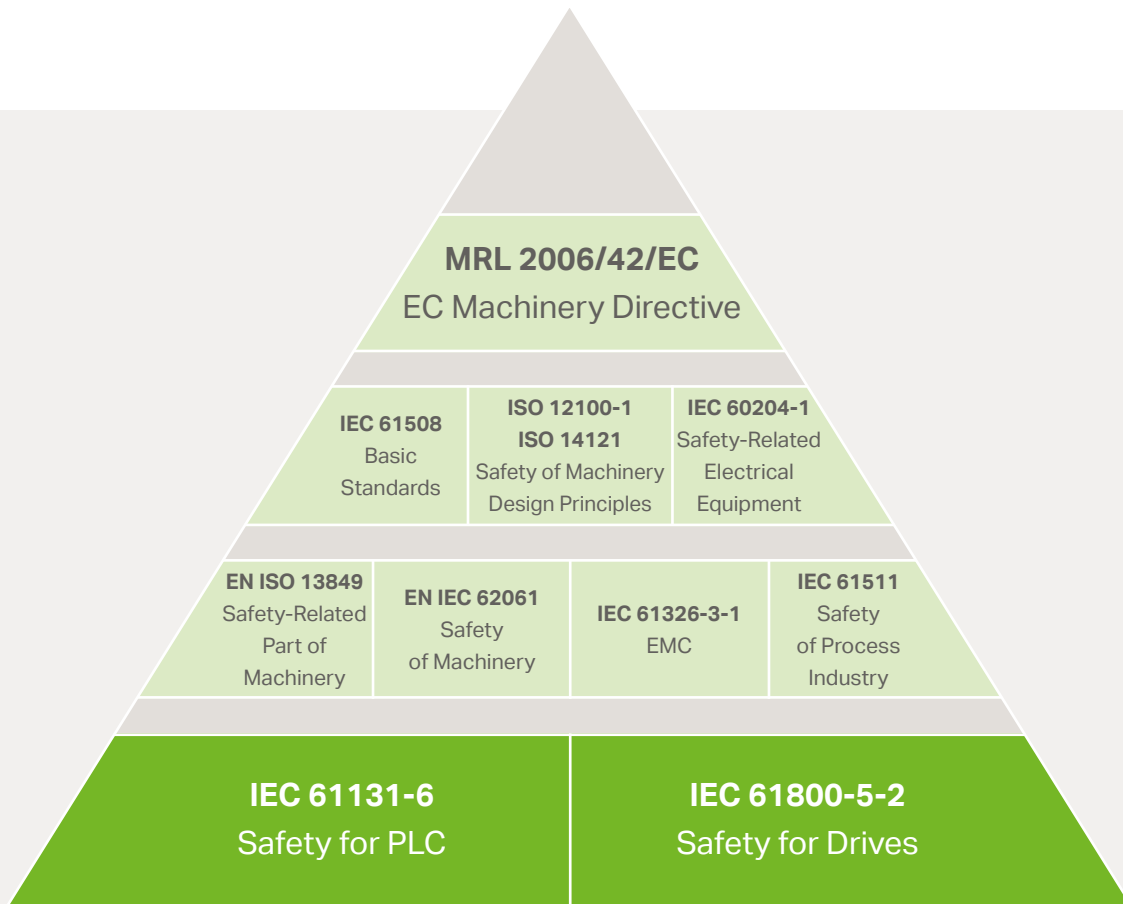 MRL 2006/42/EC
EC Machinery Directive
IEC 61508
Basic
Standards
ISO 12100-1
ISO 14121
Safety of Machinery
Design Principles
IEC 60204-1
Safety-Related
Electrical
Equipment
EN ISO 13849
Safety-Related
Part of
Machinery
EN IEC 62061
Safety
of Machinery
IEC 61326-3-1
EMC
IEC 61511
Safety
of Process
Industry
IEC 61131-6
Safety for PLC
IEC 61800-5-2
Safety for Drives